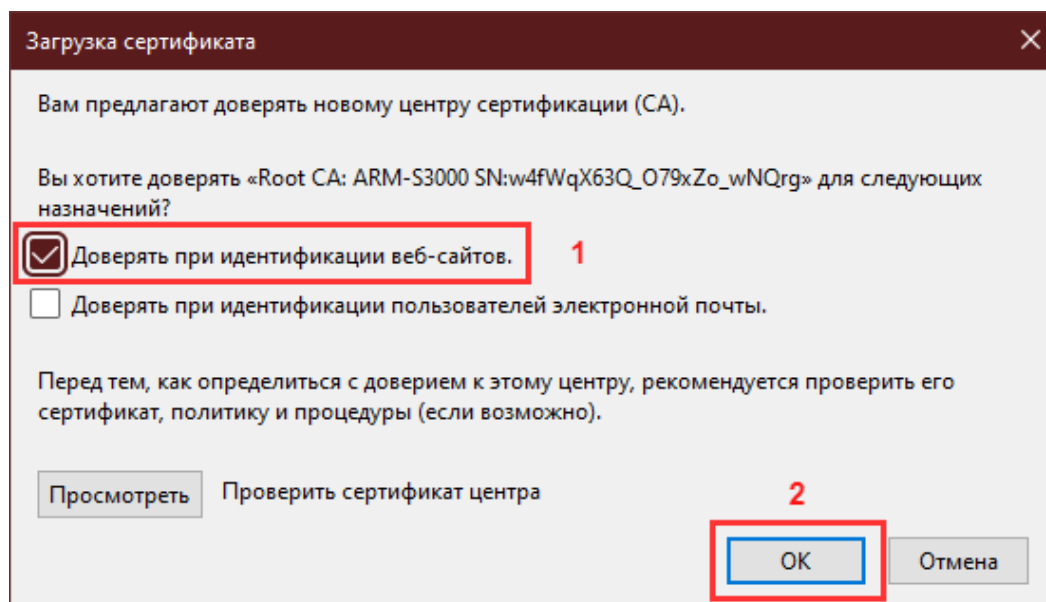 Загрузка сертификата
Вам предлагают доверять новому центру сертификации (CA).
Вы хотите доверять «Root CA: ARM-S3000 SN:w4fWqX63Q_O79xZo_wNQrg» для следующих
назначений?
Доверять при идентификации веб-сайтов.
1
Доверять при идентификации пользователей электронной почты.
Перед тем, как определиться с доверием к этому центру, рекомендуется проверить его
сертификат, политику и процедуры (если возможно).
Просмотреть Проверить сертификат центра
2
ОК Отмена